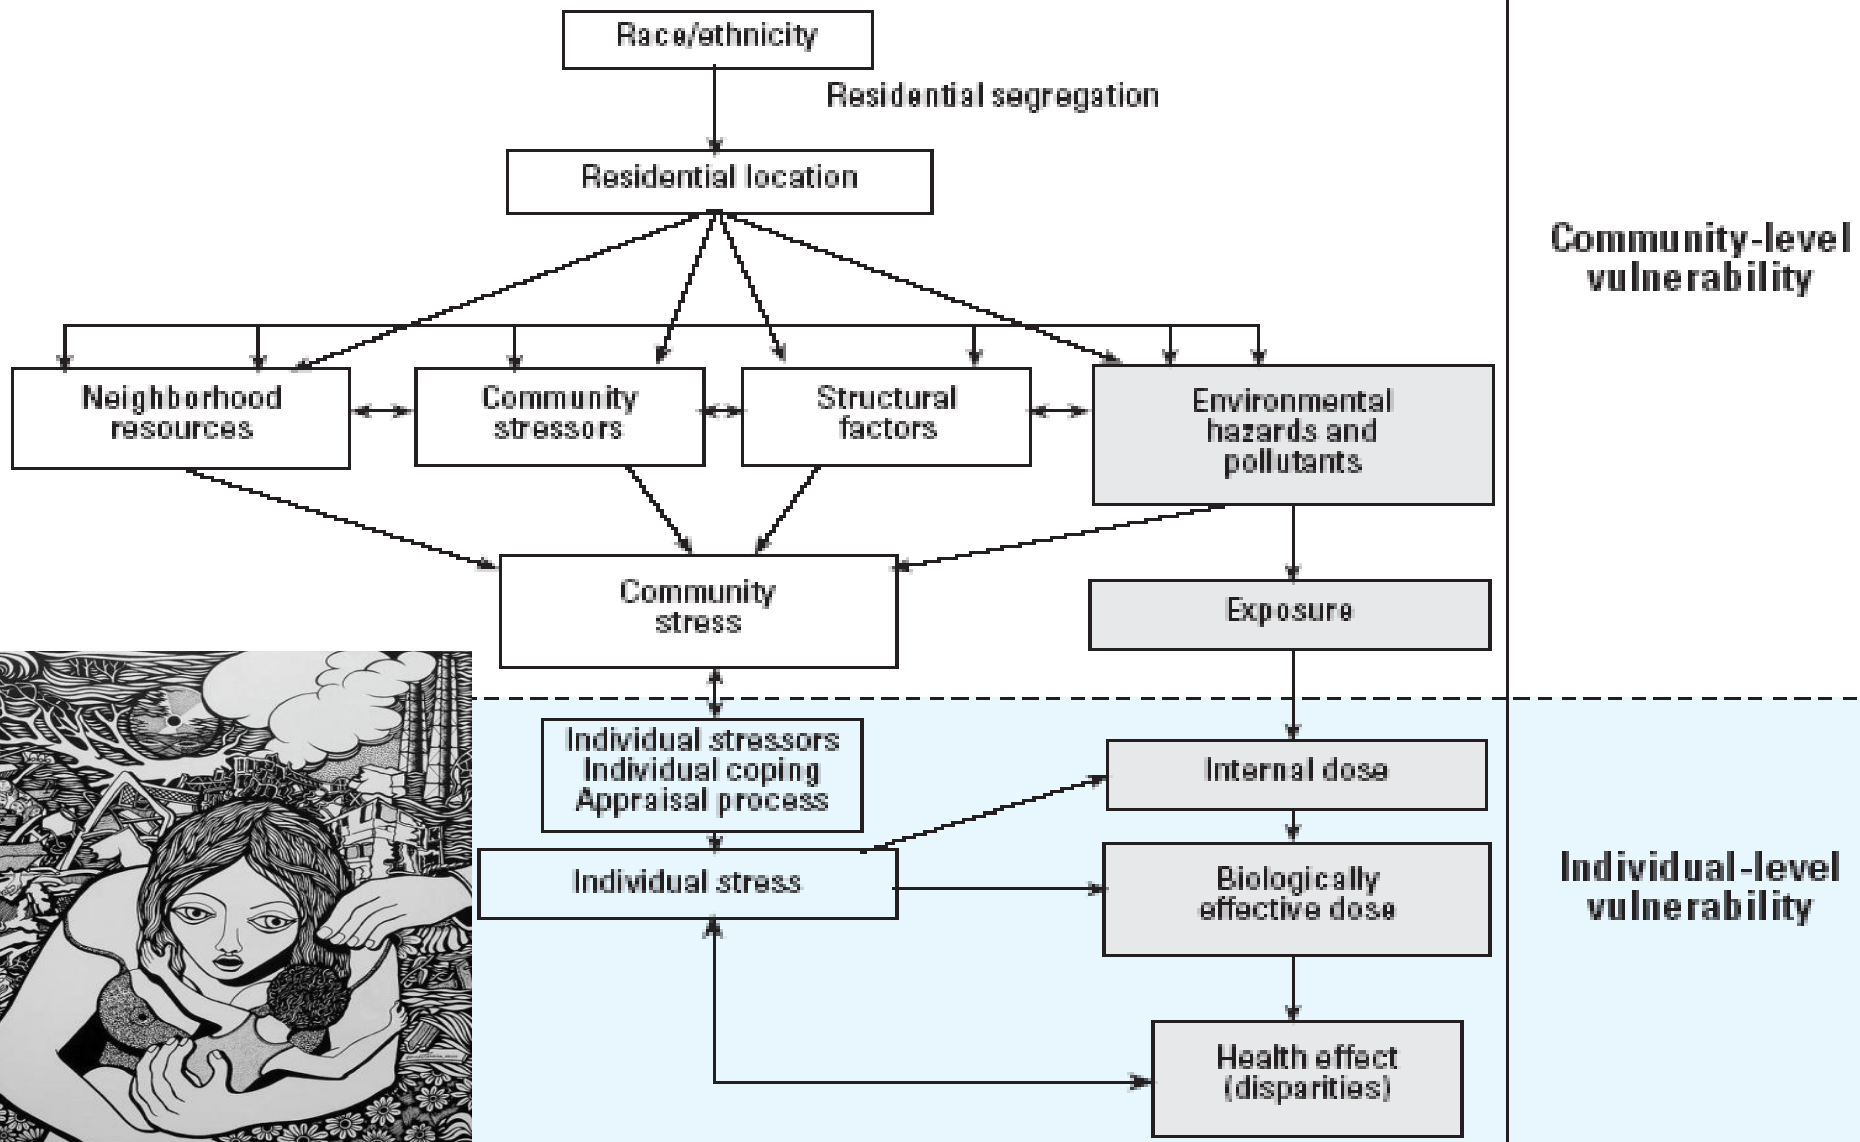 Race/ethnicity
Residential segregation
Residential location
Community-level
vulnerability
Neighborhood
resources
Community
stressors
Structural
factors
Environmental
hazards and
pollutants
Community
stress
Exposure
Individual stressors
Individual coping
Appraisal process
Internal dose
Individual stress
Biologically
effective dose
Individual-level
vulnerability
Health effect
(disparities)